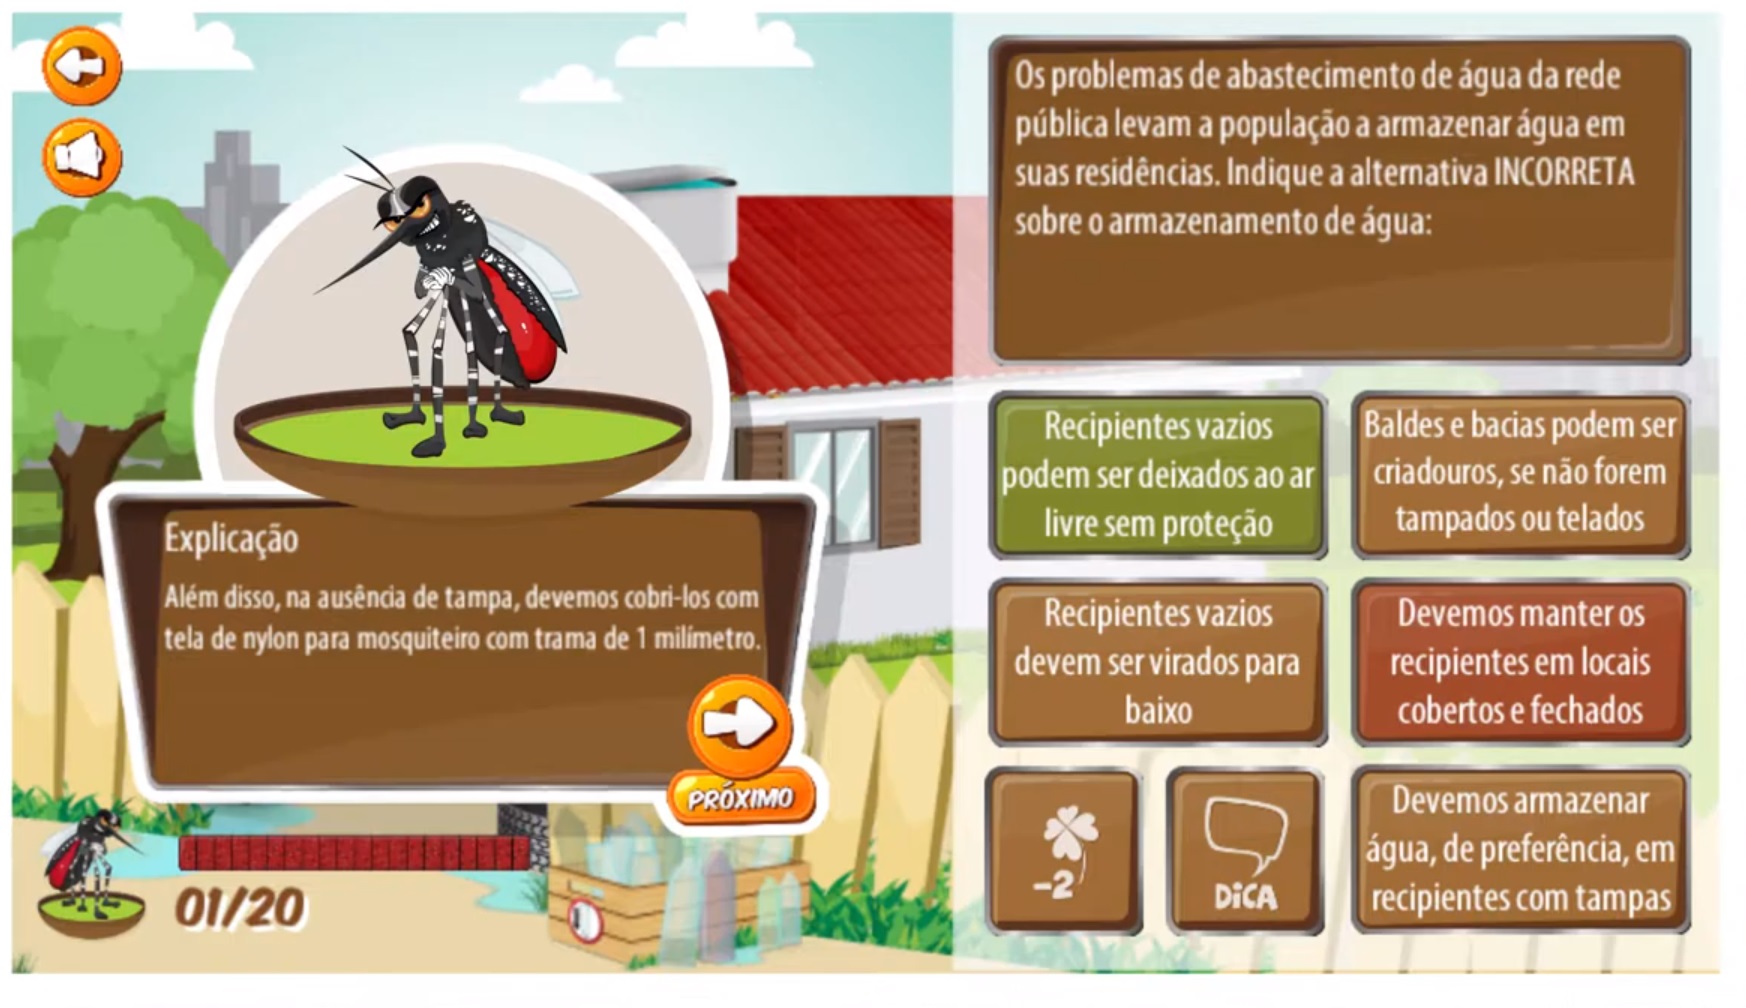 Os problemas de abastecimento de água da rede
pública levam a população a armazenar água em
suas residências. Indique a alternativa INCORRETA
sobre o armazenamento de água:
Recipientes vazios
podem ser deixados ao ar
livre sem proteção
Baldes e bacias podem ser
criadouros, se não forem
tampados ou telados
Recipientes vazios
devem ser virados para
baixo
Devemos manter os
recipientes em locais
cobertos e fechados
-2
DiCA
Devemos armazenar
água, de preferência, em
recipientes com tampas
Explicação
Além disso, na ausência de tampa, devemos cobri-los com
tela de nylon para mosquiteiro com trama de 1 milímetro.
PRÓXIMO
01/20